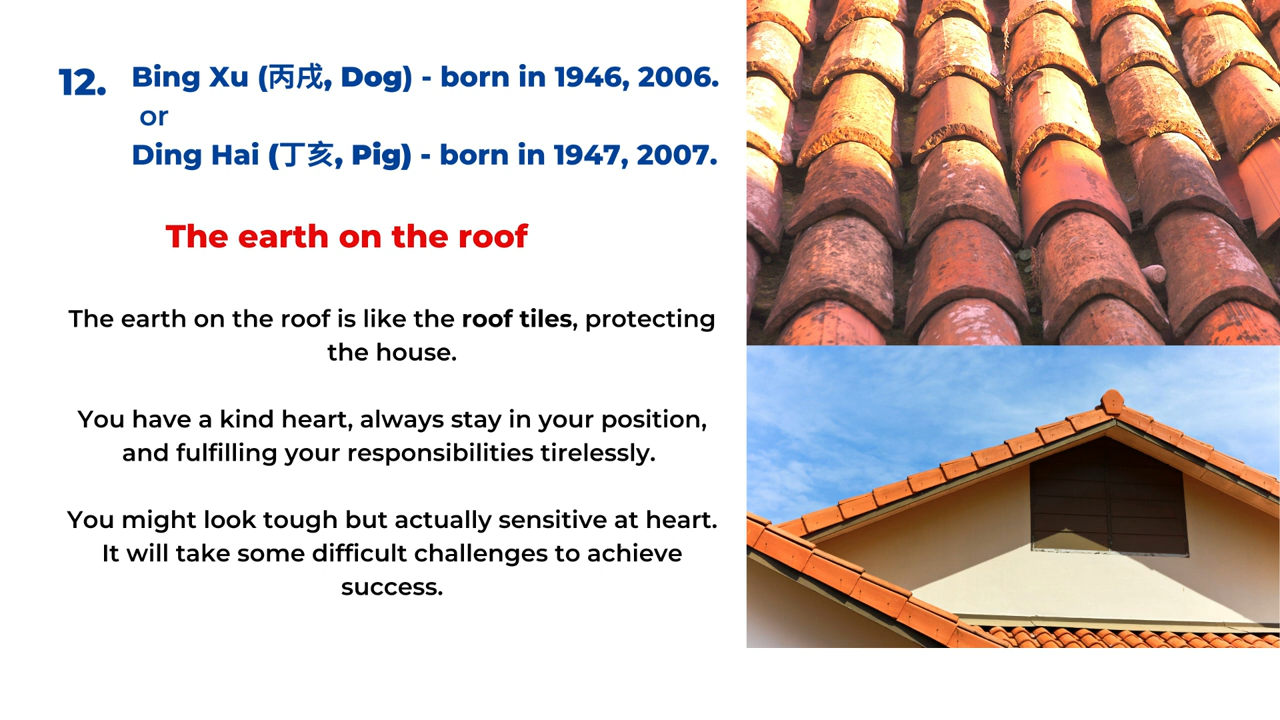 12. Bing Xu (丙戌, Dog) - born in 1946, 2006.
or
Ding Hai (丁亥, Pig) - born in 1947, 2007.
The earth on the roof
The earth on the roof is like the roof tiles, protecting
the house.
You have a kind heart, always stay in your position,
and fulfilling your responsibilities tirelessly.
You might look tough but actually sensitive at heart.
It will take some difficult challenges to achieve
success.